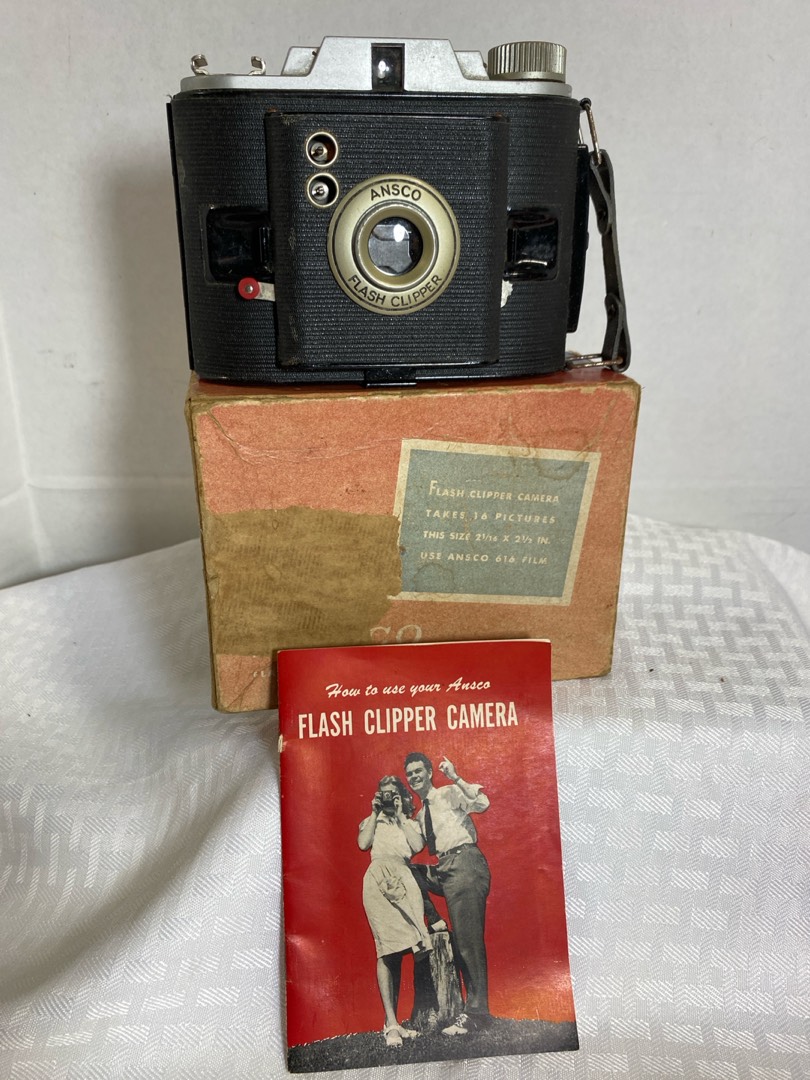 ANSCO
FLASH CLIPPER
FLASH CLIPPER CAMERA
TAKES 16 PICTURES
THIS SIZE 2 1/16 X 2 1/2 IN.
USE ANSCO 616 FILM
How to use your Ansco
FLASH CLIPPER CAMERA